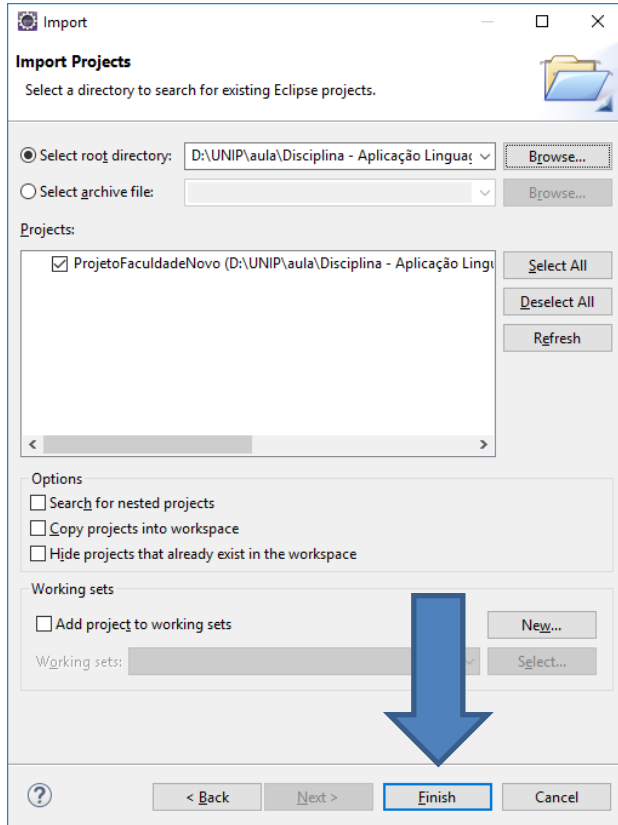 Import
Import Projects
Select a directory to search for existing Eclipse projects.
Select root directory: D:\UNIP\aula\Disciplina - Aplicação Linguag Browse...
Select archive file: Browse...
Projects:
ProjetoFaculdadeNovo (D:\UNIP\aula\Disciplina - Aplicação Lingu
Select All
Deselect All
Refresh
Options
Search for nested projects
Copy projects into workspace
Hide projects that already exist in the workspace
Working sets
Add project to working sets New...
Working sets: Select...
? < Back Next > Finish Cancel